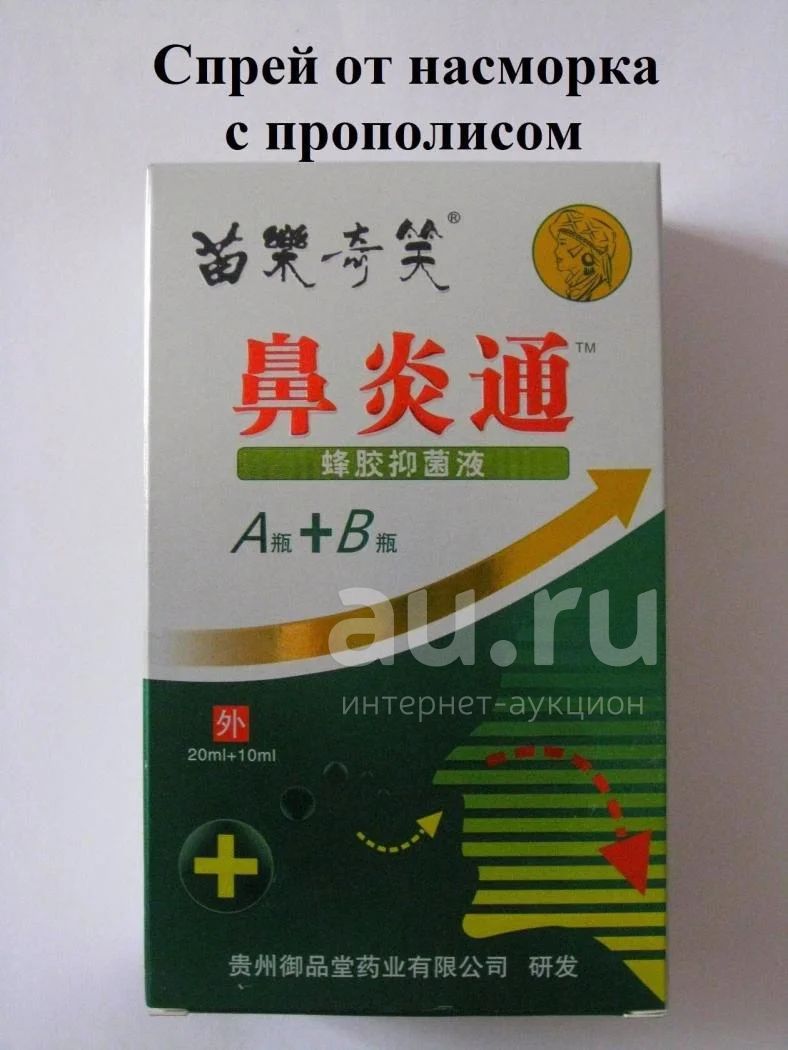 Спрей от насморка
с прополисом
苗樂奇笑®
鼻炎通™
蜂胶抑菌液
A瓶+B瓶
au.ru
интернет-аукцион
外
20ml+10ml
贵州御品堂药业有限公司 研发